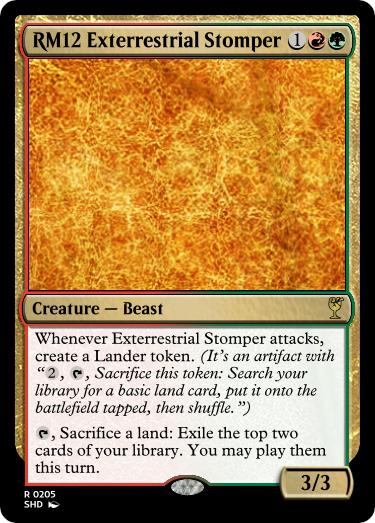 RM12 Exterrestrial Stomper 1
Creature — Beast
Whenever Exterrestrial Stomper attacks,
create a Lander token. (It's an artifact with
“2, , Sacrifice this token: Search your
library for a basic land card, put it onto the
battlefield tapped, then shuffle.”)
, Sacrifice a land: Exile the top two
cards of your library. You may play them
this turn.
3/3
R 0205
SHD